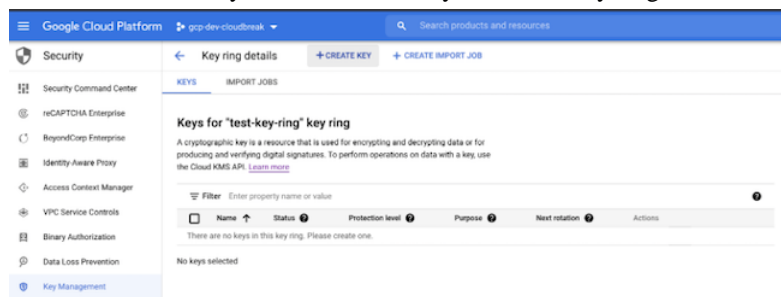 Google Cloud Platform gcp-dev-cloudbreak Search products and resources
Security Key ring details +CREATE KEY +CREATE IMPORT JOB
KEYS IMPORT JOBS
Security Command Center
reCAPTCHA Enterprise
BeyondCorp Enterprise
Identity-Aware Proxy
Access Context Manager
VPC Service Controls
Binary Authorization
Data Loss Prevention
Key Management
Keys for "test-key-ring" key ring
A cryptographic key is a resource that is used for encrypting and decrypting data or for
producing and verifying digital signatures. To perform operations on data with a key, use
the Cloud KMS API. Learn more
Filter Enter property name or value
Name Status Protection level Purpose Next rotation Actions
There are no keys in this key ring. Please create one.
No keys selected